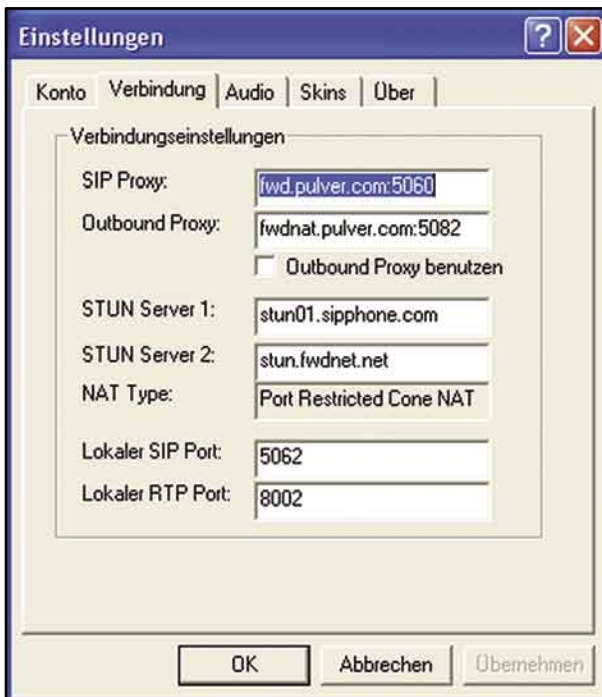 Einstellungen
Konto Verbindung Audio Skins Über
Verbindungseinstellungen
SIP Proxy: fwd.pulver.com:5060
Outbound Proxy: fwdnat.pulver.com:5082
Outbound Proxy benutzen
STUN Server 1: stun01.sipphone.com
STUN Server 2: stun.fwdnet.net
NAT Type: Port Restricted Cone NAT
Lokaler SIP Port: 5062
Lokaler RTP Port: 8002
OK Abbrechen Übernehmen